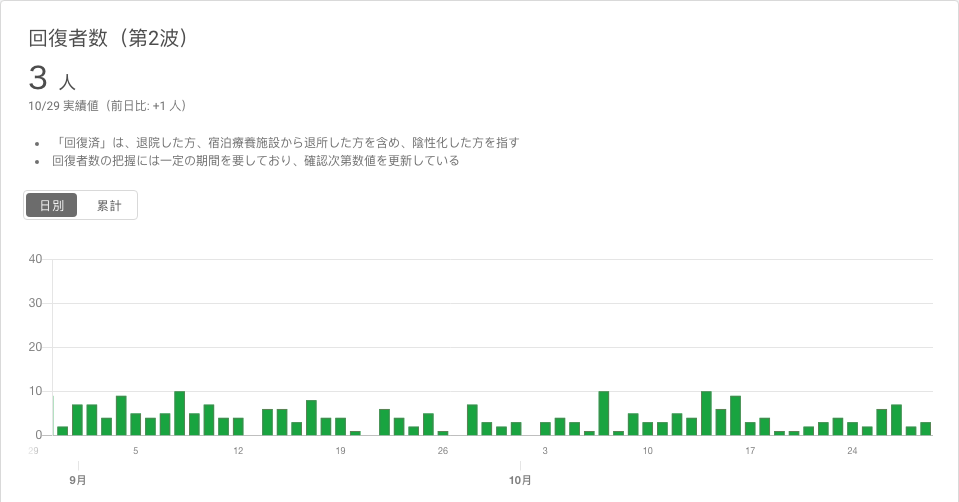 回復者数（第2波）
3 人
10/29 実績値（前日比: +1 人）
• 「回復済」は、退院した方、宿泊療養施設から退所した方を含め、陰性化した方を指す
• 回復者数の把握には一定の期間を要しており、確認次第数値を更新している
日別 累計
40
30
20
10
0
29 5 12 19 26 3 10 17 24
9月 10月